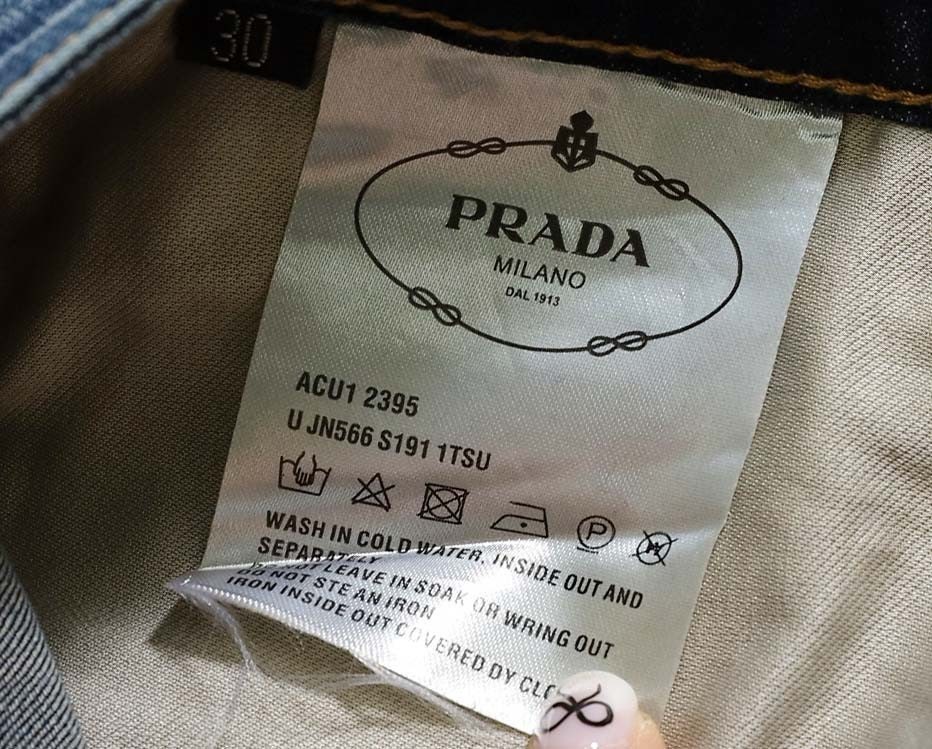 30
PRADA
MILANO
DAL 1913
ACU1 2395
U JN566 S191 1TSU
P
WASH IN COLD WATER, INSIDE OUT AND
SEPARATELY
NOT LEAVE IN SOAK OR WRING OUT
DO NOT STE AN IRON
IRON INSIDE OUT COVERED BY